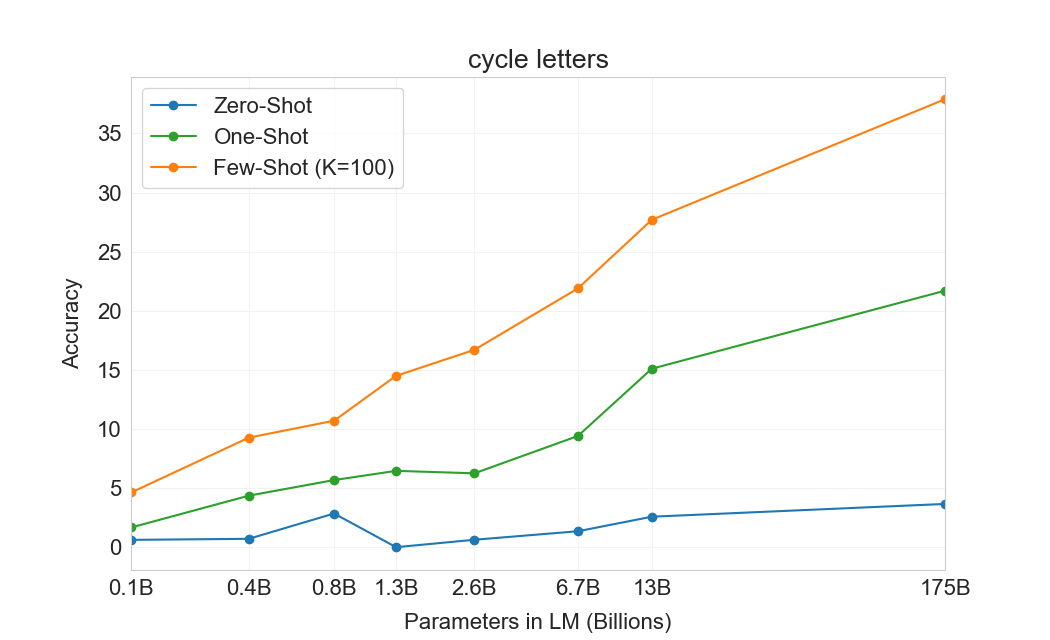 cycle letters
Zero-Shot
One-Shot
Few-Shot (K=100)
Accuracy
35
30
25
20
15
10
5
0
0.1B 0.4B 0.8B 1.3B 2.6B 6.7B 13B 175B
Parameters in LM (Billions)